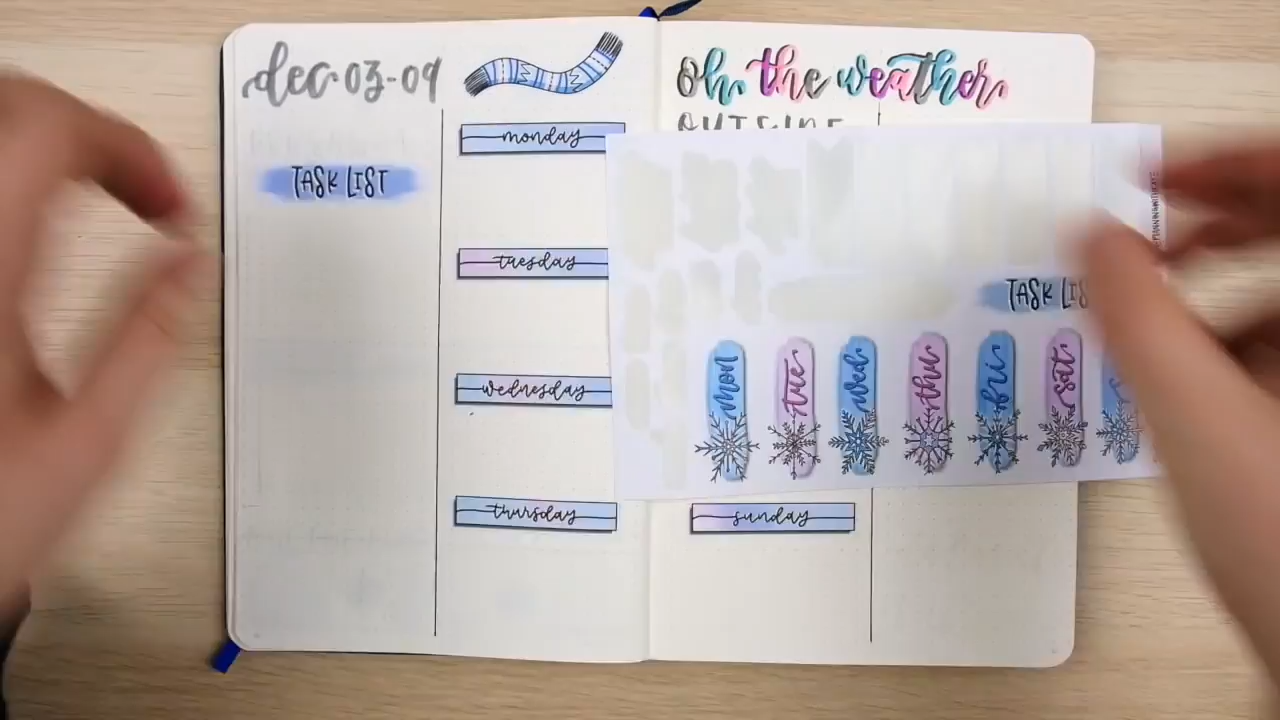 dec 03-09
TASK LIST
monday
tuesday
wednesday
thursday
oh the weather
OUTSIDE
TASK LIS
mon
tue
wed
thu
fri
sat
sunday